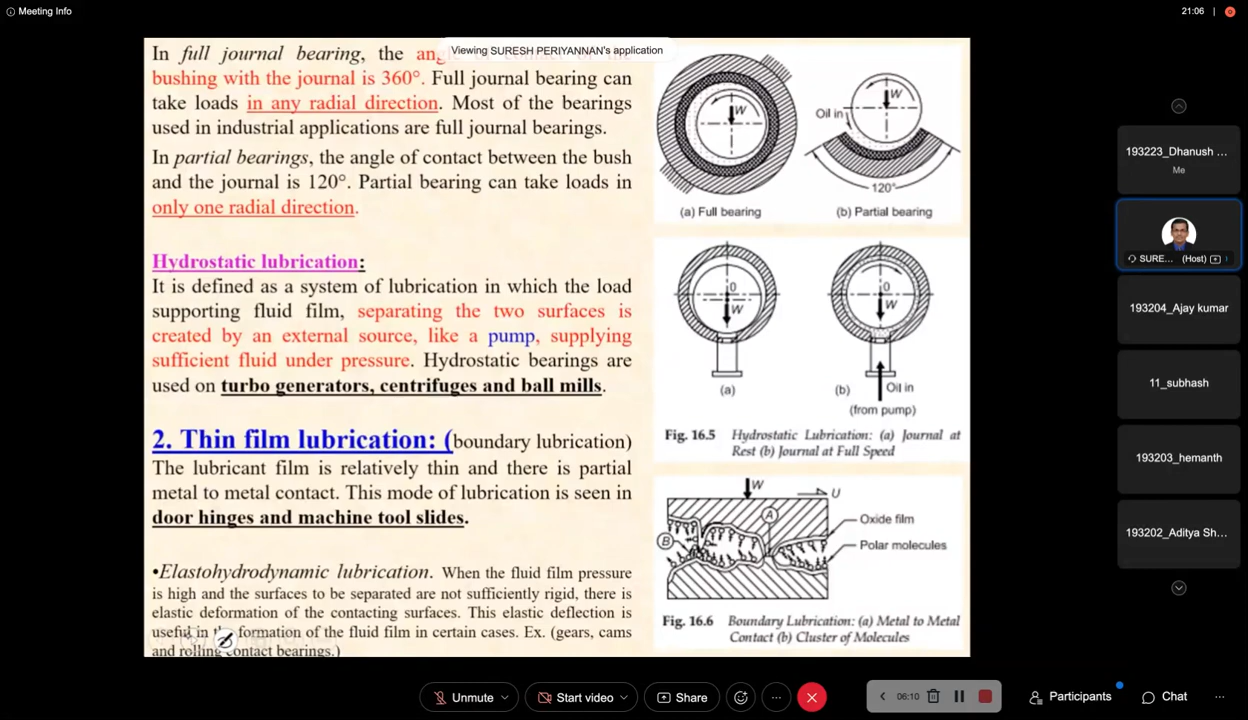 Meeting Info
21:06
Viewing SURESH PERIYANNAN's application
In full journal bearing, the
bushing with the journal is 360°. Full journal bearing can
take loads in any radial direction. Most of the bearings
used in industrial applications are full journal bearings.
In partial bearings, the angle of contact between the bush
and the journal is 120°. Partial bearing can take loads in
only one radial direction.
Hydrostatic lubrication:
It is defined as a system of lubrication in which the load
supporting fluid film, separating the two surfaces is
created by an external source, like a pump, supplying
sufficient fluid under pressure. Hydrostatic bearings are
used on turbo generators, centrifuges and ball mills.
2. Thin film lubrication: (boundary lubrication)
The lubricant film is relatively thin and there is partial
metal to metal contact. This mode of lubrication is seen in
door hinges and machine tool slides.
•Elastohydrodynamic lubrication. When the fluid film pressure
is high and the surfaces to be separated are not sufficiently rigid, there is
elastic deformation of the contacting surfaces. This elastic deflection is
useful in formation of the fluid film in certain cases. Ex. (gears, cams
and rolling contact bearings.)
W
W
Oil in
120°
(a) Full bearing
(b) Partial bearing
0
W
0
W
(a)
(b)
Oil in
(from pump)
Fig. 16.5 Hydrostatic Lubrication: (a) Journal at
Rest (b) Journal at Full Speed
W
U
A
B
Oxide film
Polar molecules
Fig. 16.6 Boundary Lubrication: (a) Metal to Metal
Contact (b) Cluster of Molecules
193223_Dhanush ...
Me
SURE... (Host)
193204_Ajay kumar
11_subhash
193203_hemanth
193202_Aditya Sh...
Unmute
Start video
Share
06:10
Participants
Chat